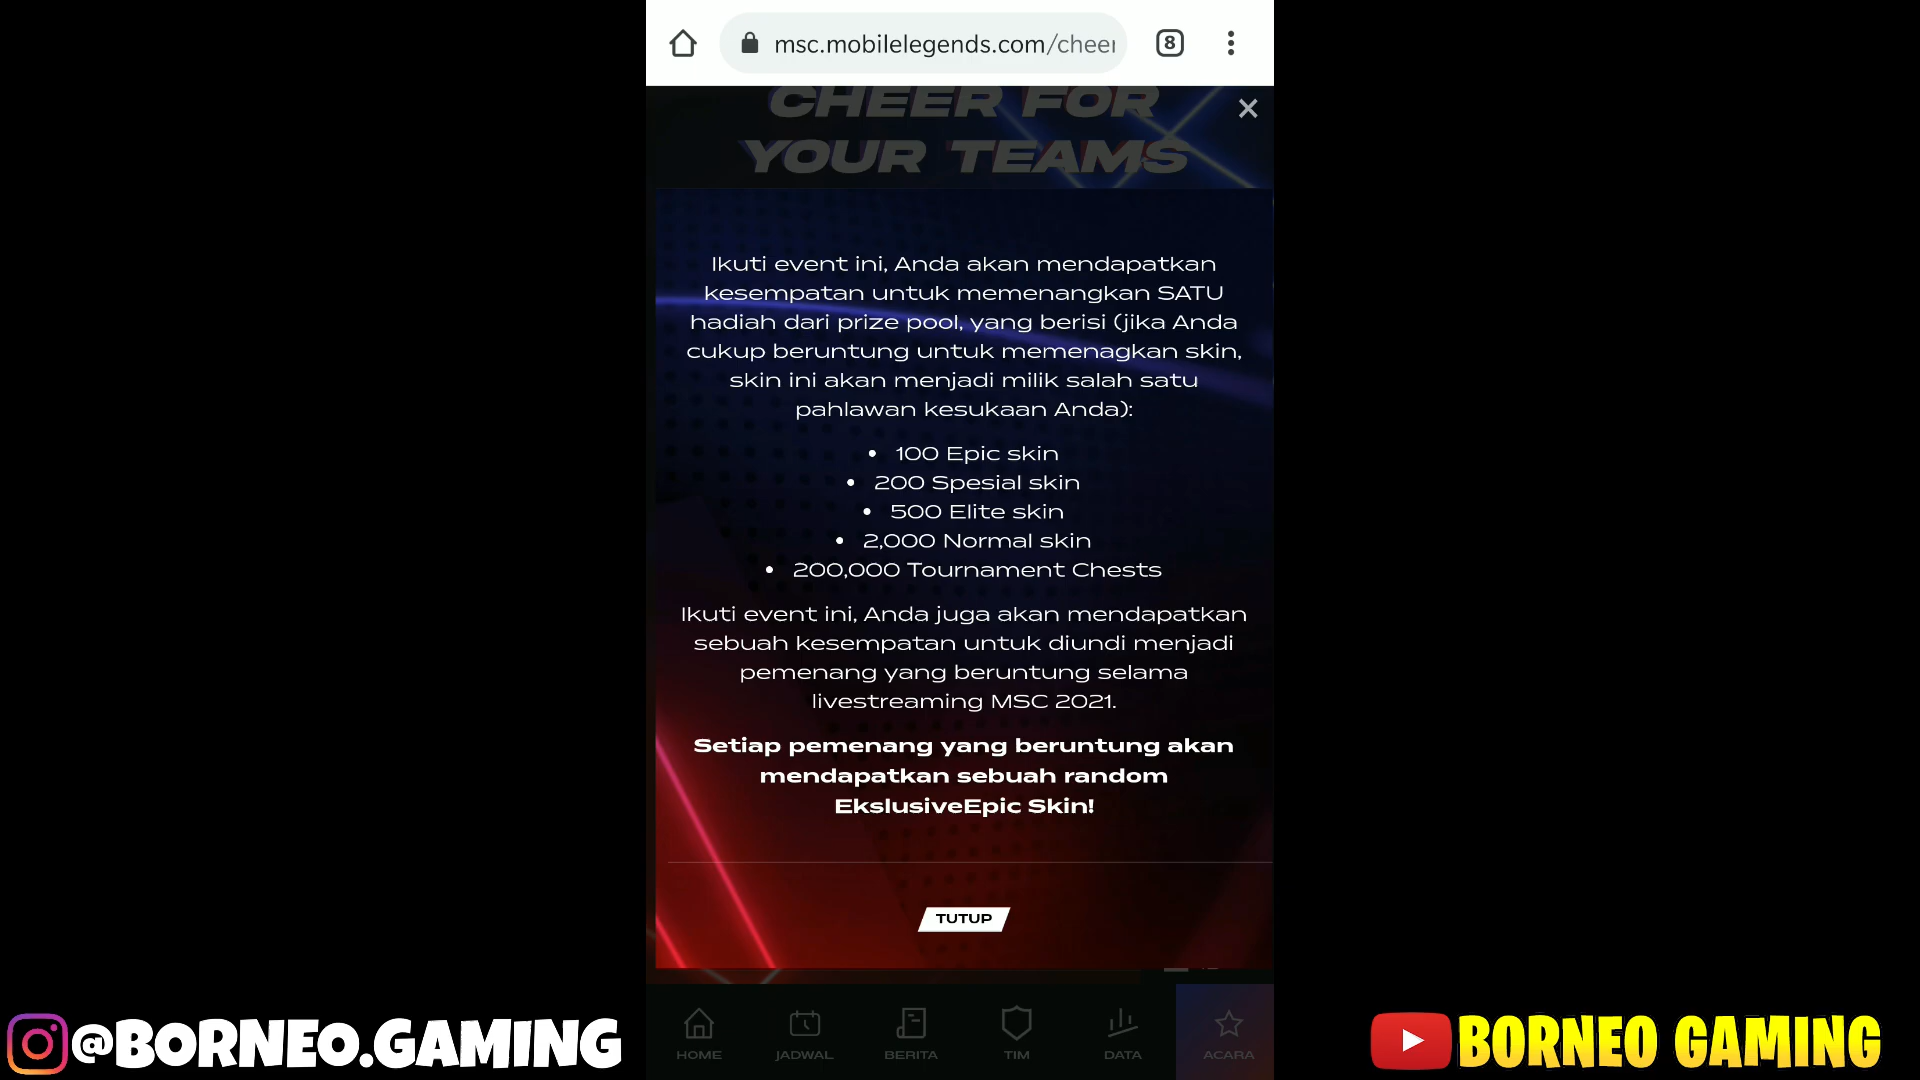 msc.mobilelegends.com/cheer
8
CHEER FOR
YOUR TEAMS
Ikuti event ini, Anda akan mendapatkan
kesempatan untuk memenangkan SATU
hadiah dari prize pool, yang berisi (jika Anda
cukup beruntung untuk memenagkan skin,
skin ini akan menjadi milik salah satu
pahlawan kesukaan Anda):
• 100 Epic skin
• 200 Spesial skin
• 500 Elite skin
• 2,000 Normal skin
• 200,000 Tournament Chests
Ikuti event ini, Anda juga akan mendapatkan
sebuah kesempatan untuk diundi menjadi
pemenang yang beruntung selama
livestreaming MSC 2021.
Setiap pemenang yang beruntung akan
mendapatkan sebuah random
EkslusiveEpic Skin!
TUTUP
HOME JADWAL BERITA TIM DATA ACARA
@BORNEO.GAMING
BORNEO GAMING